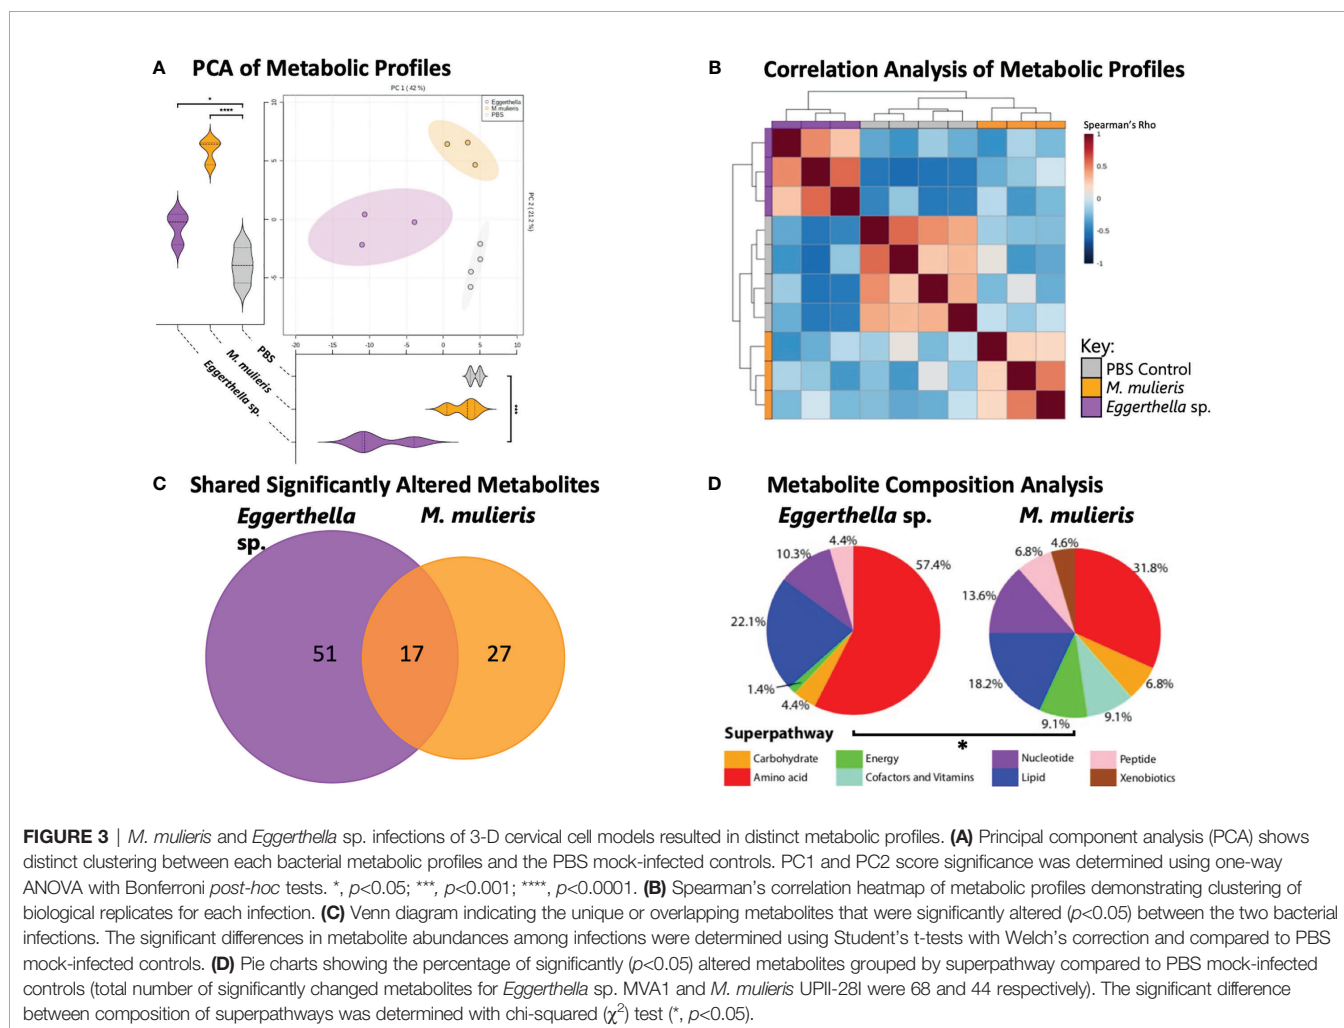 A PCA of Metabolic Profiles
PC 1 ( 42 %)
*
****
Eggerthella
M.mulieris
PBS
10
5
0
-5
PC 2 ( 21.2 %)
-20 -15 -10 -5 0 5 10
PBS
M. mulieris
Eggerthella sp.
***
B Correlation Analysis of Metabolic Profiles
Spearman's Rho
1
0.5
0
-0.5
-1
Key:
PBS Control
M. mulieris
Eggerthella sp.
C Shared Significantly Altered Metabolites
Eggerthella sp.
M. mulieris
51 17 27
D Metabolite Composition Analysis
Eggerthella sp.
4.4%
10.3%
57.4%
22.1%
1.4%
4.4%
M. mulieris
4.6%
6.8%
31.8%
13.6%
18.2%
6.8%
9.1%
9.1%
*
Superpathway
Carbohydrate
Energy
Nucleotide
Peptide
Amino acid
Cofactors and Vitamins
Lipid
Xenobiotics
FIGURE 3 | M. mulieris and Eggerthella sp. infections of 3-D cervical cell models resulted in distinct metabolic profiles. (A) Principal component analysis (PCA) shows
distinct clustering between each bacterial metabolic profiles and the PBS mock-infected controls. PC1 and PC2 score significance was determined using one-way
ANOVA with Bonferroni post-hoc tests. *, p<0.05; ***, p<0.001; ****, p<0.0001. (B) Spearman's correlation heatmap of metabolic profiles demonstrating clustering of
biological replicates for each infection. (C) Venn diagram indicating the unique or overlapping metabolites that were significantly altered (p<0.05) between the two bacterial
infections. The significant differences in metabolite abundances among infections were determined using Student's t-tests with Welch's correction and compared to PBS
mock-infected controls. (D) Pie charts showing the percentage of significantly (p<0.05) altered metabolites grouped by superpathway compared to PBS mock-infected
controls (total number of significantly changed metabolites for Eggerthella sp. MVA1 and M. mulieris UPII-28I were 68 and 44 respectively). The significant difference
between composition of superpathways was determined with chi-squared (χ²) test (*, p<0.05).